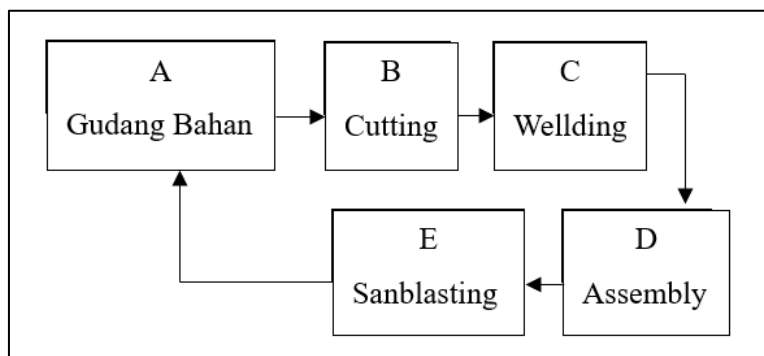 A
Gudang Bahan
B
Cutting
C
Wellding
E
Sanblasting
D
Assembly